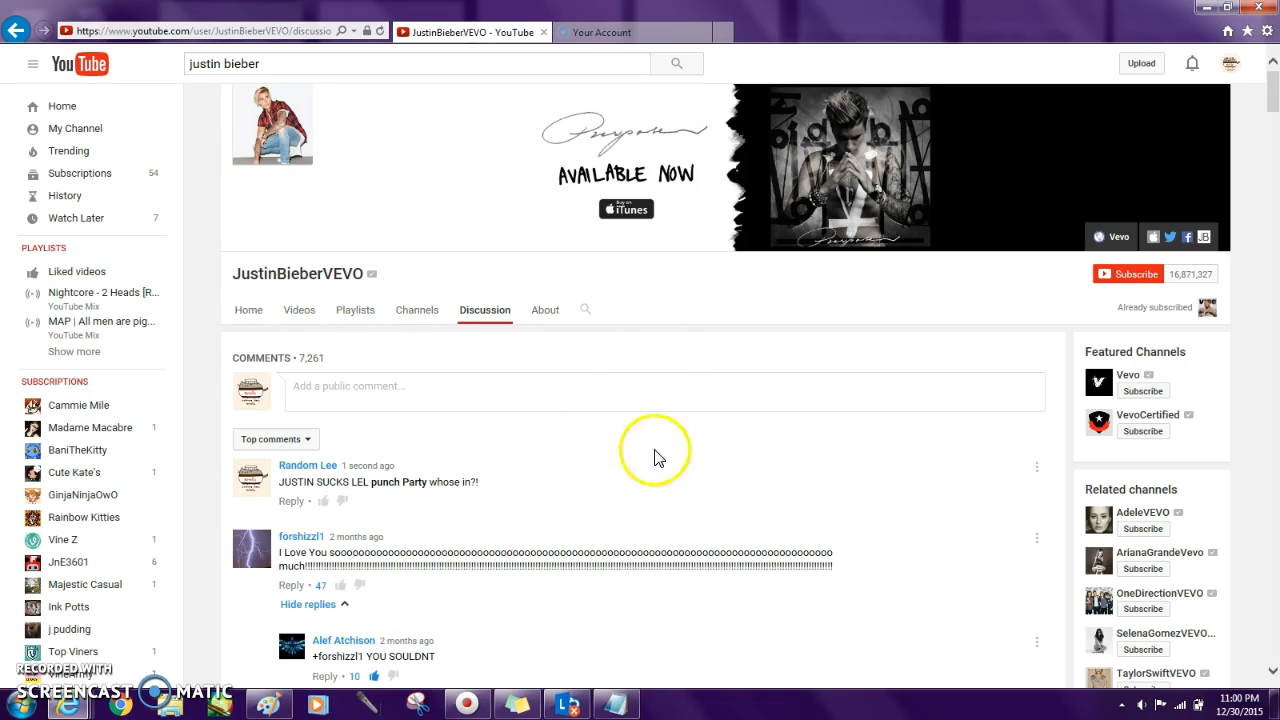 https://www.youtube.com/user/JustinBieberVEVO/discussio
JustinBieberVEVO - YouTube
Your Account
YouTube
justin bieber
Upload
Home
My Channel
Trending
Subscriptions 54
History
Watch Later 7
PLAYLISTS
Liked videos
Nightcore - 2 Heads [R...
YouTube Mix
MAP | All men are pig...
YouTube Mix
Show more
SUBSCRIPTIONS
Cammie Mile
Madame Macabre 1
BaniTheKitty
Cute Kate's 1
GinjaNinjaOwO
Rainbow Kitties
Vine Z 1
JnE3601 6
Majestic Casual 1
Ink Potts
j pudding
Top Viners 1
VineArmy 1
Purpose
AVAILABLE NOW
Buy on
iTunes
Vevo
JB
JustinBieberVEVO
Subscribe 16,871,327
Home Videos Playlists Channels Discussion About
Already subscribed
COMMENTS • 7,261
Add a public comment...
Top comments
Random Lee 1 second ago
JUSTIN SUCKS LEL punch Party whose in?!
Reply •
forshizzl1 2 months ago
I Love You sooooooooooooooooooooooooooooooooooooooooooooooooooooooooooooooooooooooooooooooo
much!!!!!!!!!!!!!!!!!!!!!!!!!!!!!!!!!!!!!!!!!!!!!!!!!!!!!!!!!!!!!!!!!!!!!!!!!!!!!!!!!!!!!!!!!!!!!!!!!!!!!!!!!!!!!!!!!!!!!!!!!!!!!!!!!!!!!!!!!!!
Reply • 47
Hide replies
Alef Atchison 2 months ago
+forshizzl1 YOU SOULDNT
Reply • 10
Featured Channels
Vevo
Subscribe
VevoCertified
Subscribe
Related channels
AdeleVEVO
Subscribe
ArianaGrandeVevo
Subscribe
OneDirectionVEVO
Subscribe
SelenaGomezVEVO...
Subscribe
TaylorSwiftVEVO
RECORDED WITH
SCREENCAST MATIC
11:00 PM
12/30/2015